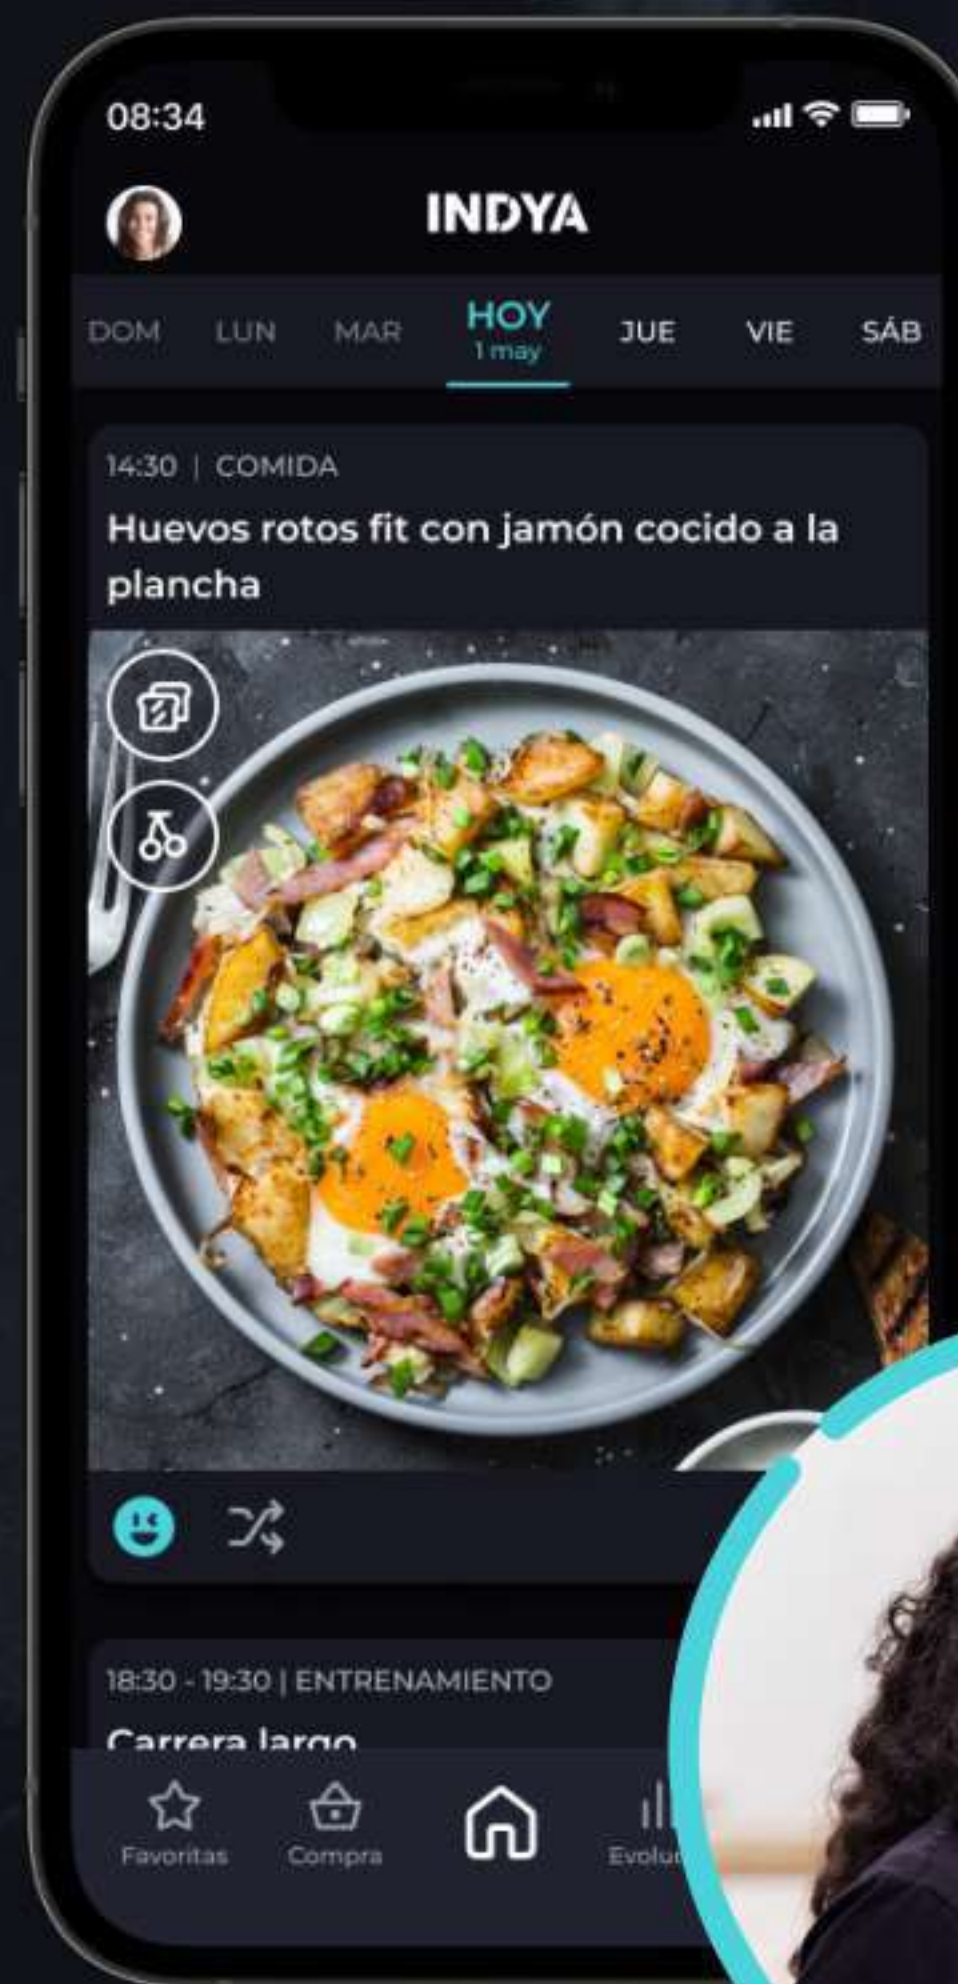 08:34
INDYA
DOM LUN MAR HOY JUE VIE SÁB
1 may
14:30 | COMIDA
Huevos rotos fit con jamón cocido a la
plancha
18:30 - 19:30 | ENTRENAMIENTO
Carrera largo
Favoritas Compra